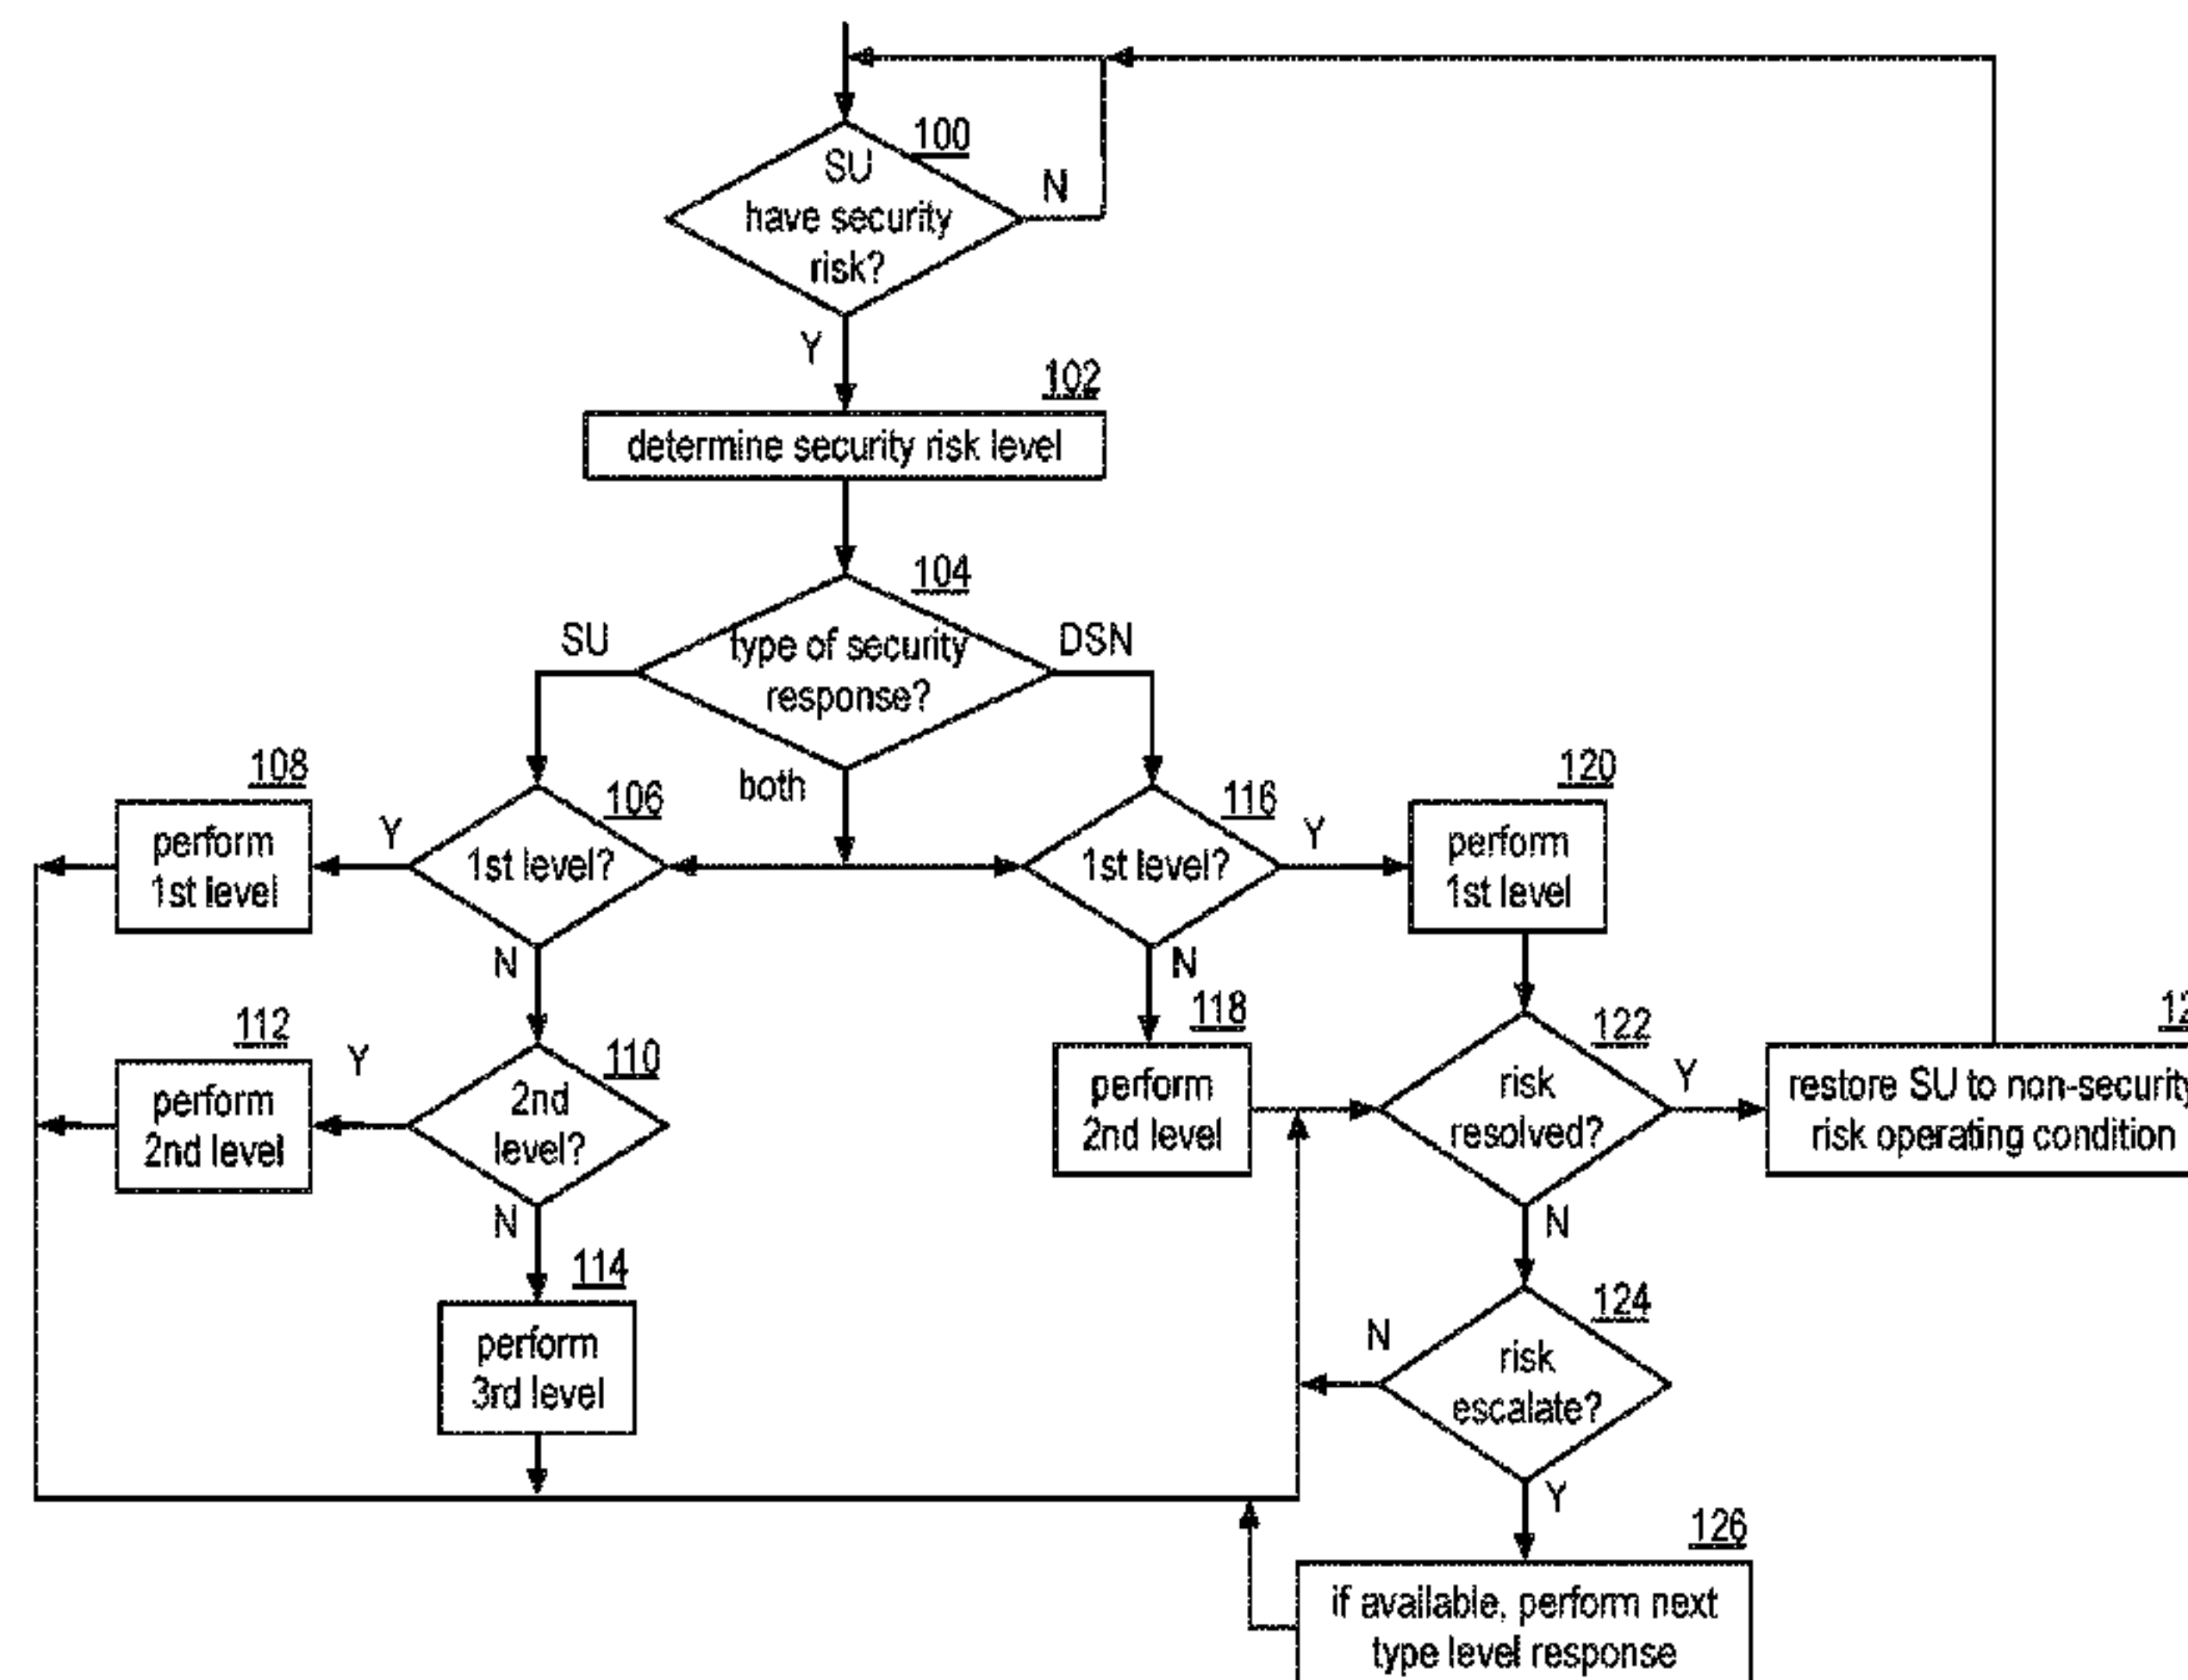 100
SU
have security
risk?
N
Y
102
determine security risk level
104
SU
type of security
response?
DSN
both
108
perform
1st level
Y
106
1st level?
N
116
1st level?
Y
N
120
perform
1st level
112
perform
2nd level
Y
110
2nd
level?
N
118
perform
2nd level
122
risk
resolved?
Y
N
restore SU to non-security
risk operating condition
114
perform
3rd level
124
N
risk
escalate?
Y
126
if available, perform next
type level response